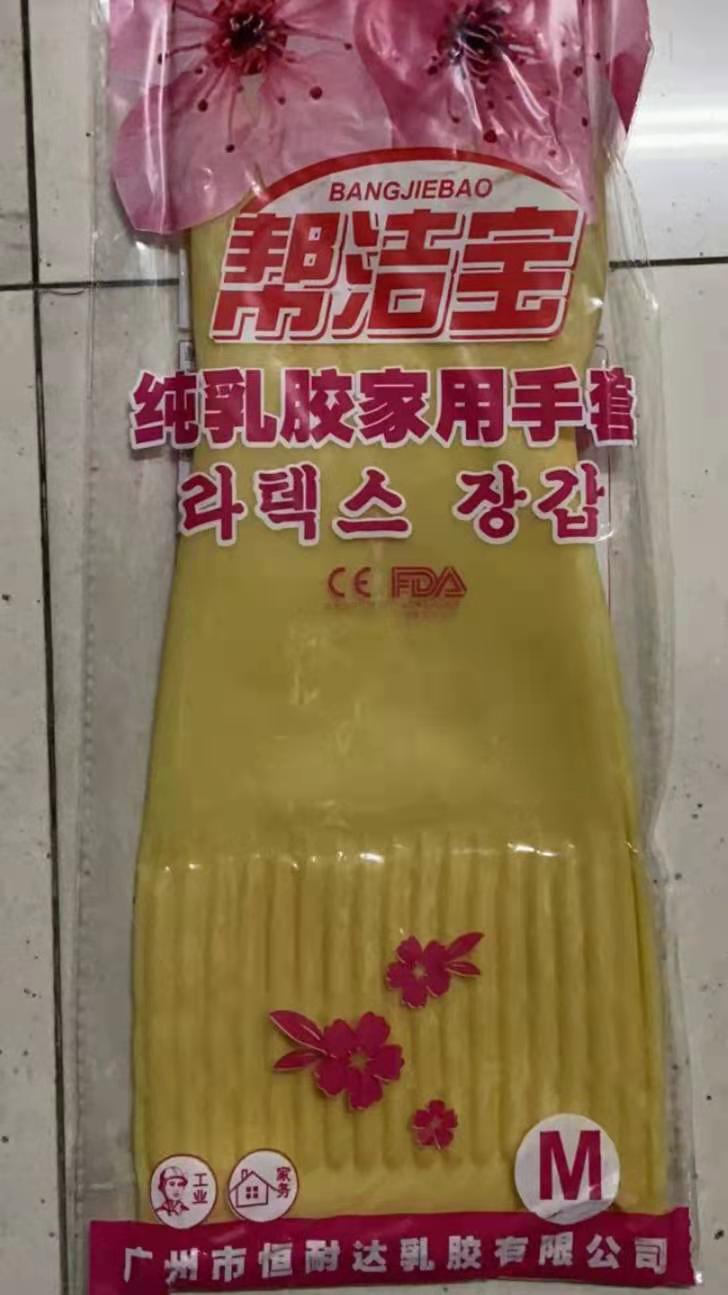 BANGJIEBAO
帮洁宝
纯乳胶家用手套
라텍스 장갑
CE FDA
工业
家务
M
广州市恒耐达乳胶有限公司